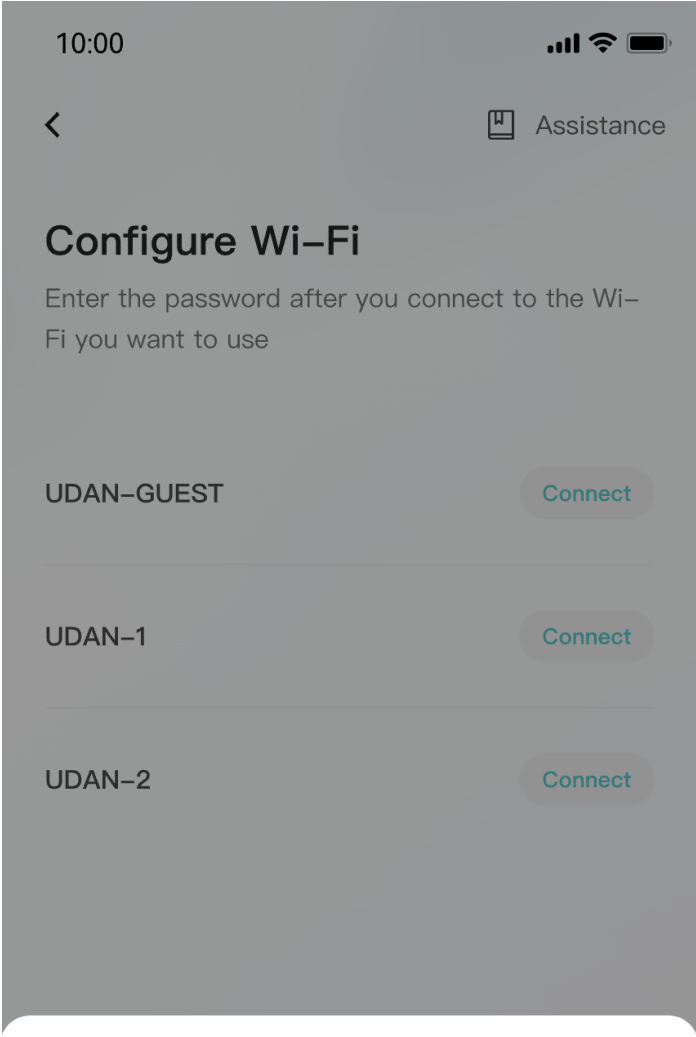 10:00
Assistance
Configure Wi–Fi
Enter the password after you connect to the Wi–
Fi you want to use
UDAN–GUEST
Connect
UDAN–1
Connect
UDAN–2
Connect